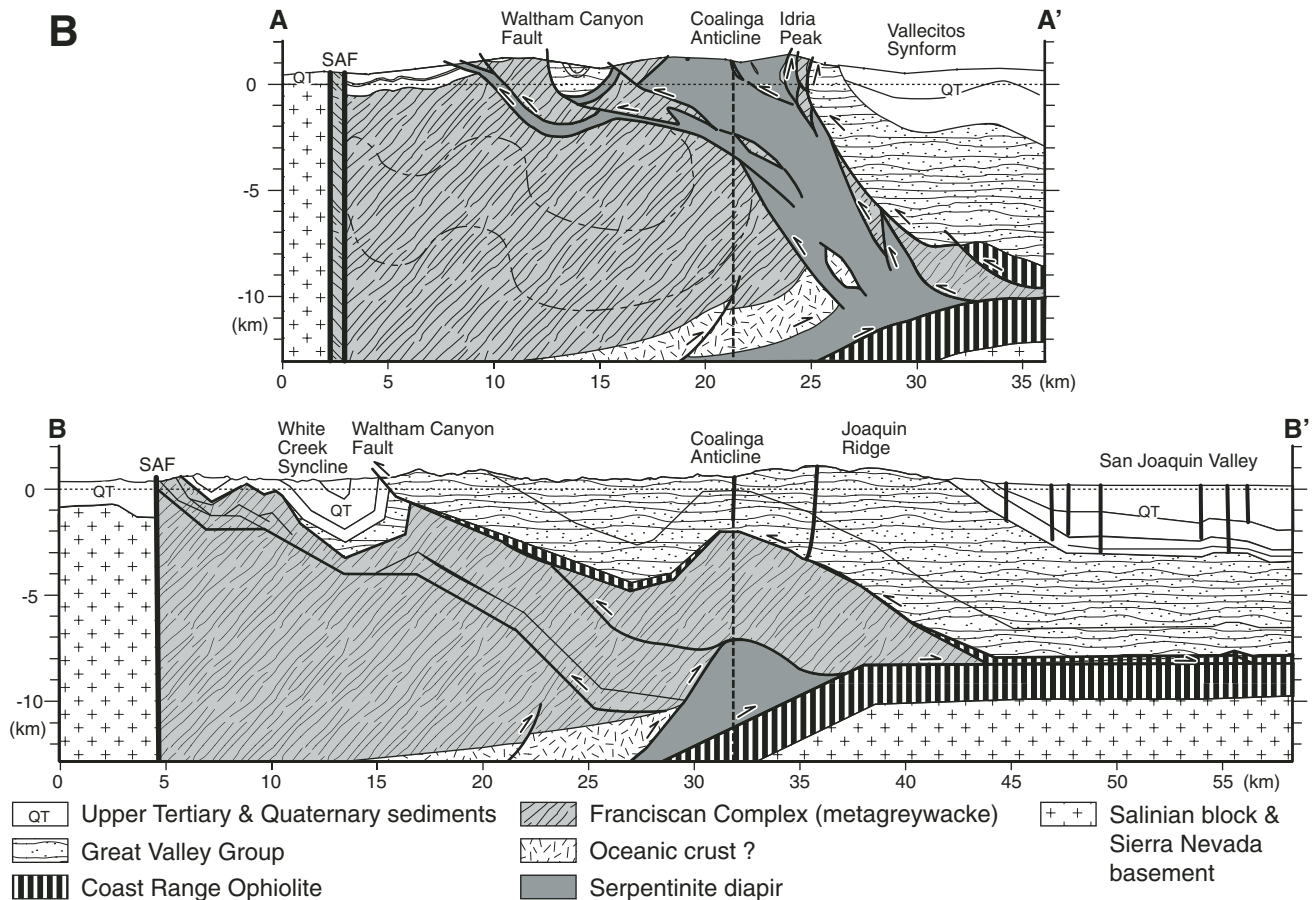 B
A
A'
Waltham Canyon
Fault
Coalinga
Anticline
Idria
Peak
Vallecitos
Synform
SAF
QT
QT
0
-5
-10
(km)
0 5 10 15 20 25 30 35 (km)
B
B'
White
Creek
Syncline
Waltham Canyon
Fault
Coalinga
Anticline
Joaquin
Ridge
San Joaquin Valley
SAF
QT
QT
QT
0
-5
-10
(km)
0 5 10 15 20 25 30 35 40 45 50 55 (km)
QT Upper Tertiary & Quaternary sediments
Great Valley Group
Coast Range Ophiolite
Franciscan Complex (metagreywacke)
Oceanic crust ?
Serpentinite diapir
Salinian block &
Sierra Nevada
basement